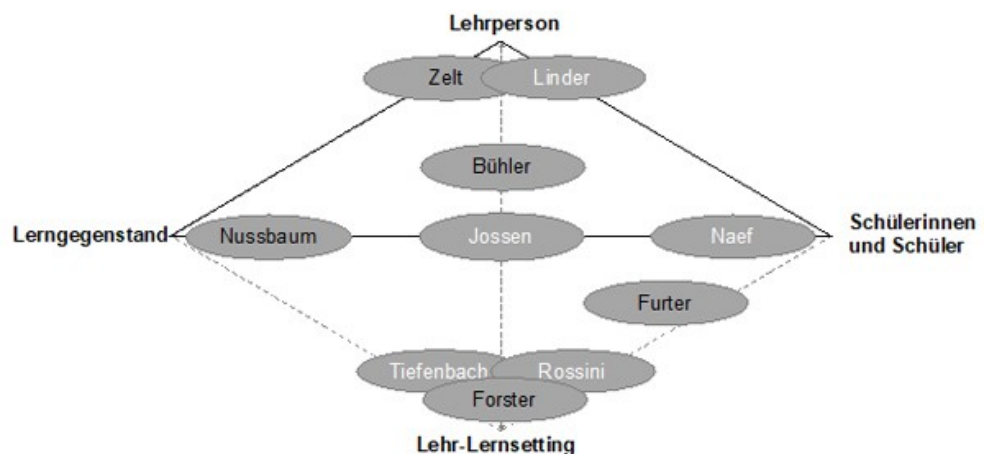 Lehrperson
Zelt
Linder
Bühler
Lerngegenstand
Nussbaum
Jossen
Naef
Schülerinnen
und Schüler
Furter
Tiefenbach
Rossini
Forster
Lehr-Lernsetting